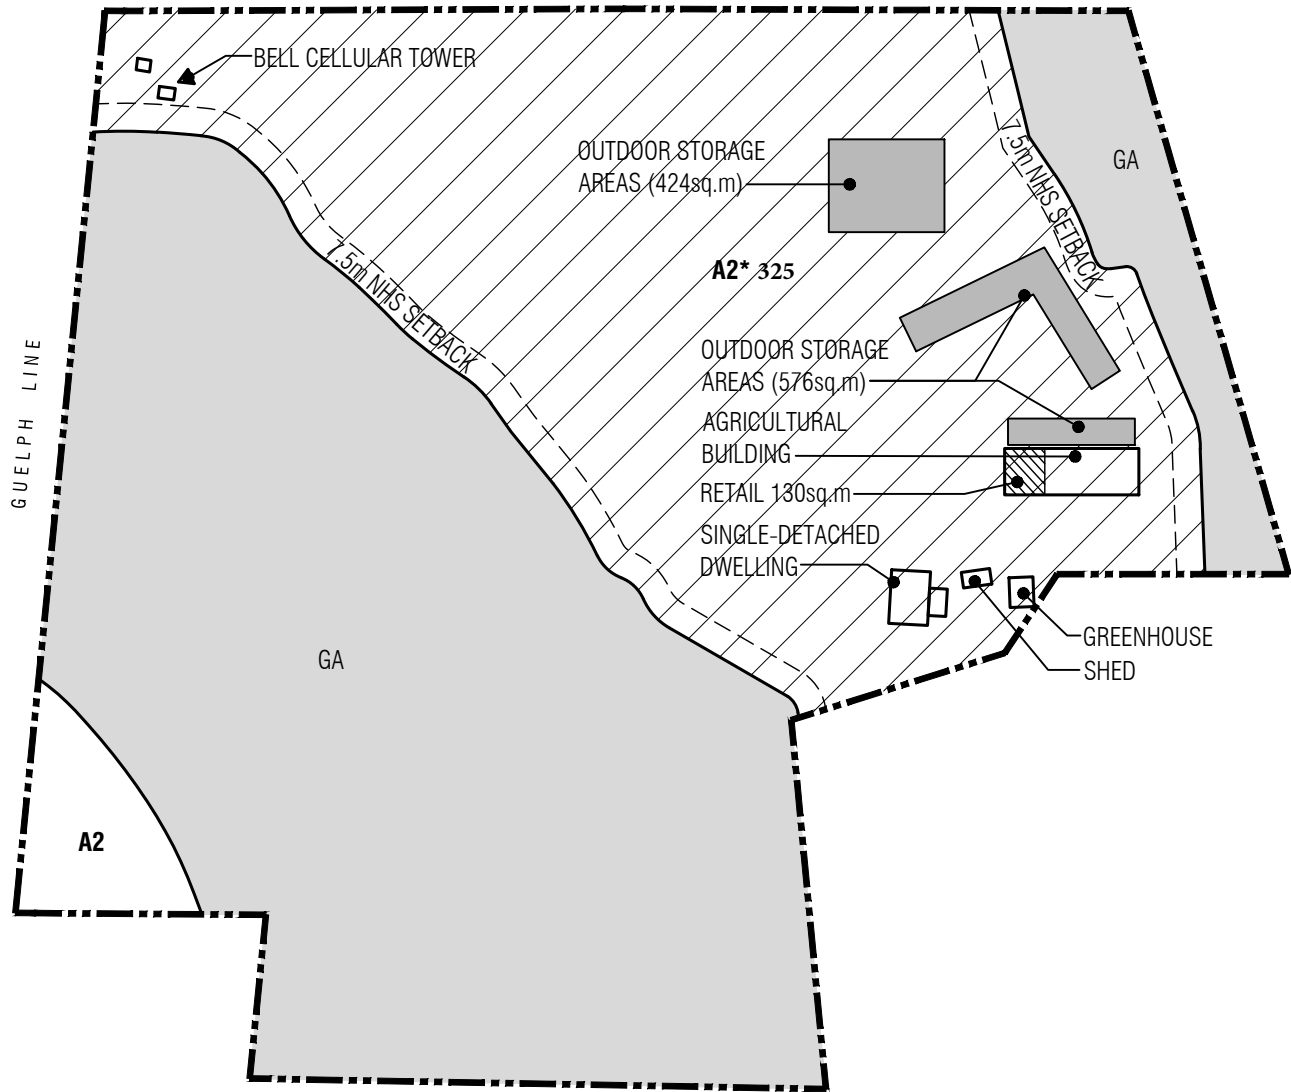 BELL CELLULAR TOWER
OUTDOOR STORAGE
AREAS (424sq.m)
7.5m NHS SETBACK
GA
A2* 325
7.5m NHS SETBACK
GUELPH LINE
OUTDOOR STORAGE
AREAS (576sq.m)
AGRICULTURAL
BUILDING
RETAIL 130sq.m
SINGLE-DETACHED
DWELLING
GREENHOUSE
SHED
GA
A2